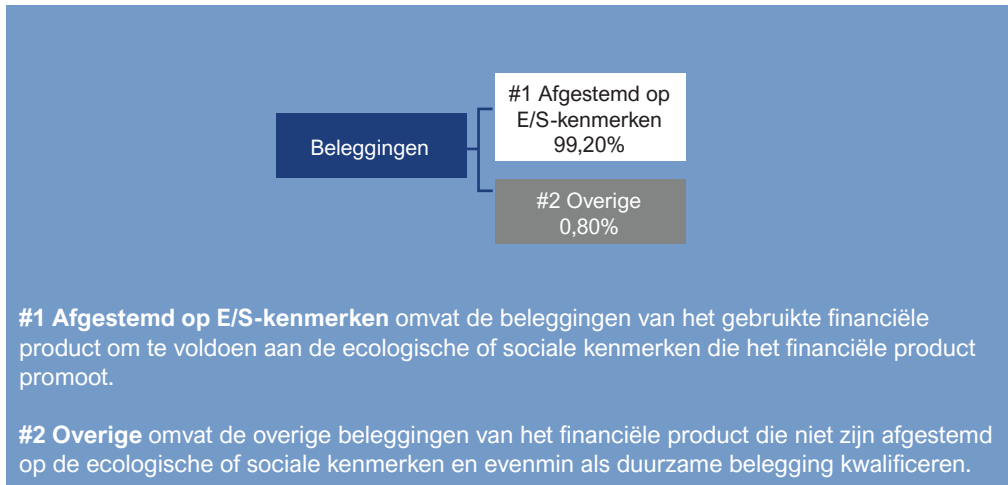 Beleggingen
#1 Afgestemd op
E/S-kenmerken
99,20%
#2 Overige
0,80%
#1 Afgestemd op E/S-kenmerken omvat de beleggingen van het gebruikte financiële
product om te voldoen aan de ecologische of sociale kenmerken die het financiële product
promoot.
#2 Overige omvat de overige beleggingen van het financiële product die niet zijn afgestemd
op de ecologische of sociale kenmerken en evenmin als duurzame belegging kwalificeren.